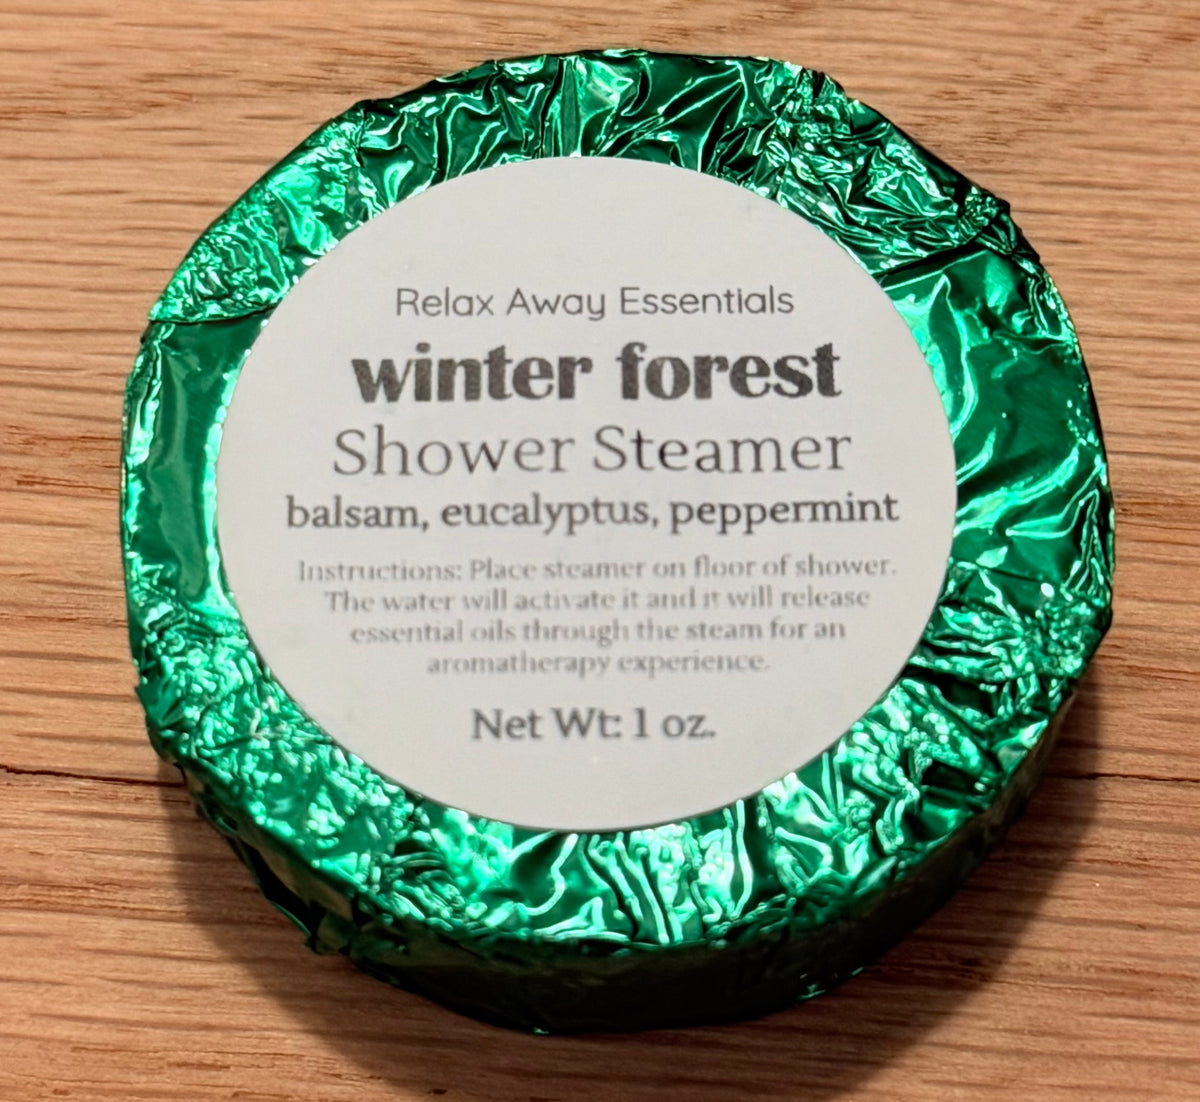 Relax Away Essentials
winter forest
Shower Steamer
balsam, eucalyptus, peppermint
Instructions: Place steamer on floor of shower.
The water will activate it and it will release
essential oils through the steam for an
aromatherapy experience.
Net Wt: 1 oz.